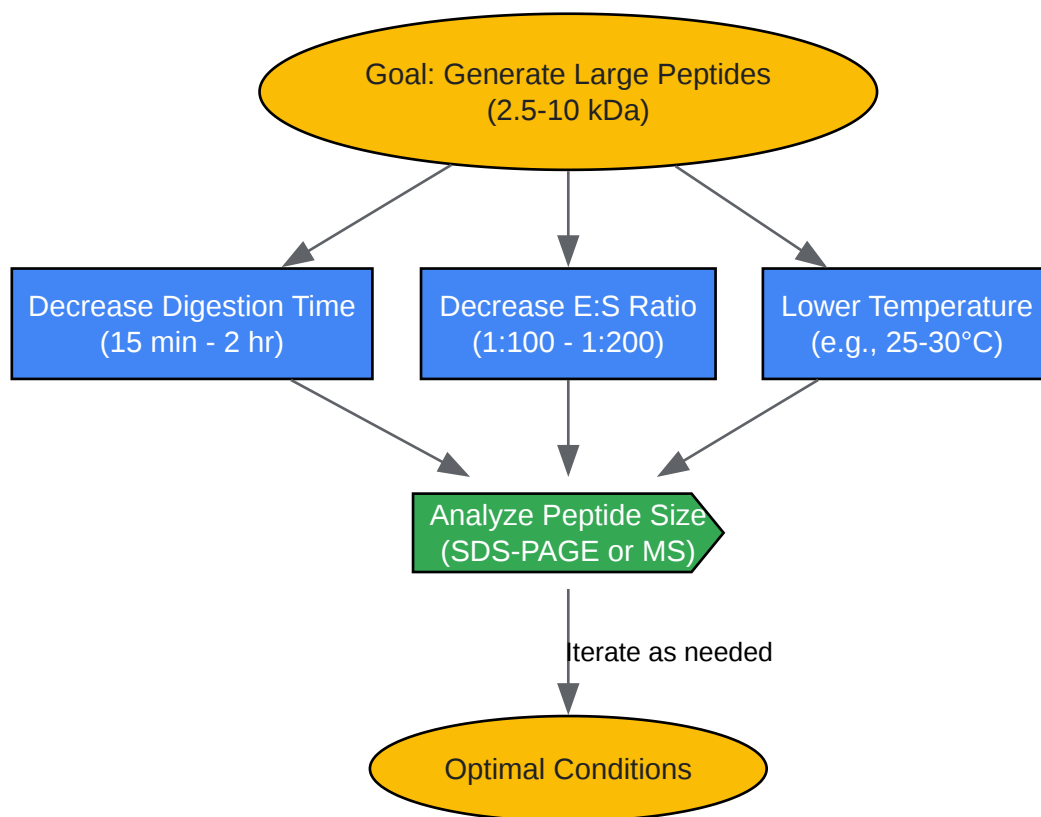 Goal: Generate Large Peptides
(2.5-10 kDa)
Decrease Digestion Time
(15 min - 2 hr)
Decrease E:S Ratio
(1:100 - 1:200)
Lower Temperature
(e.g., 25-30°C)
Analyze Peptide Size
(SDS-PAGE or MS)
Iterate as needed
Optimal Conditions